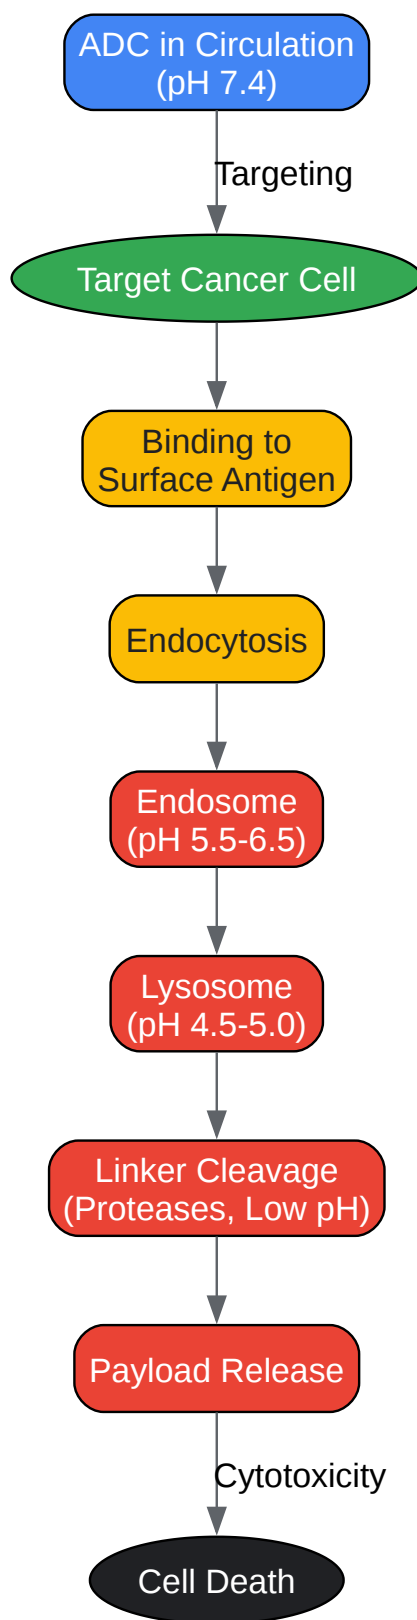 ADC in Circulation
(pH 7.4)
Targeting
Target Cancer Cell
Binding to
Surface Antigen
Endocytosis
Endosome
(pH 5.5-6.5)
Lysosome
(pH 4.5-5.0)
Linker Cleavage
(Proteases, Low pH)
Payload Release
Cytotoxicity
Cell Death